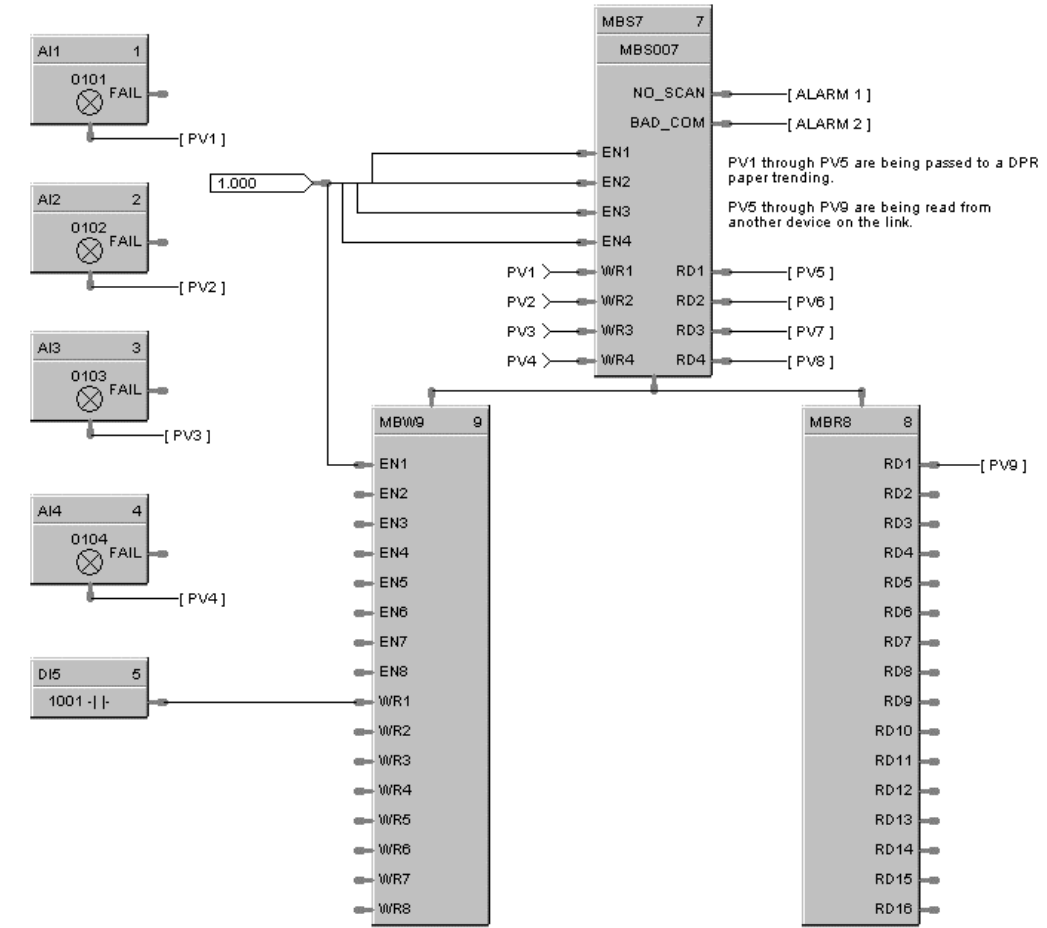 AI1 1
0101
FAIL
[ PV1 ]
AI2 2
0102
FAIL
[ PV2 ]
AI3 3
0103
FAIL
[ PV3 ]
AI4 4
0104
FAIL
[ PV4 ]
DI5 5
1001 -| |-
1.000
MBS7 7
MBS007
NO_SCAN
[ ALARM 1 ]
BAD_COM
[ ALARM 2 ]
EN1
EN2
EN3
EN4
PV1 WR1 RD1 [ PV5 ]
PV2 WR2 RD2 [ PV6 ]
PV3 WR3 RD3 [ PV7 ]
PV4 WR4 RD4 [ PV8 ]
PV1 through PV5 are being passed to a DPR
paper trending.
PV5 through PV9 are being read from
another device on the link.
MBW9 9
EN1
EN2
EN3
EN4
EN5
EN6
EN7
EN8
WR1
WR2
WR3
WR4
WR5
WR6
WR7
WR8
MBR8 8
RD1 [ PV9 ]
RD2
RD3
RD4
RD5
RD6
RD7
RD8
RD9
RD10
RD11
RD12
RD13
RD14
RD15
RD16